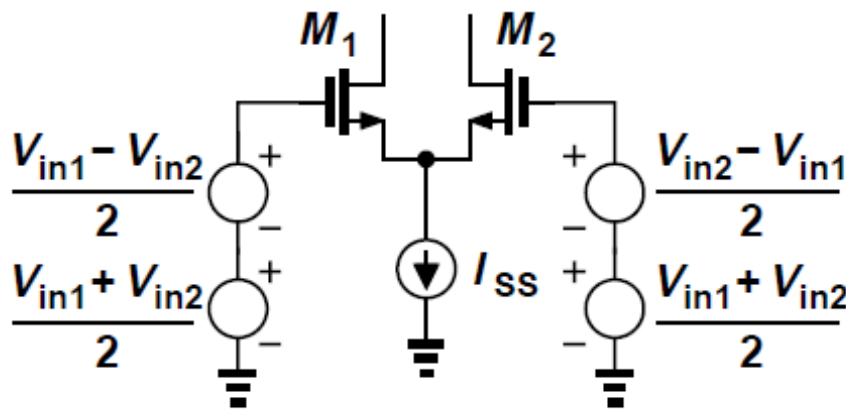 M1 M2
+ +
Vin1 − Vin2 Vin2 − Vin1
2 2
− −
+ +
Vin1 + Vin2 ISS Vin1 + Vin2
2 2
− −